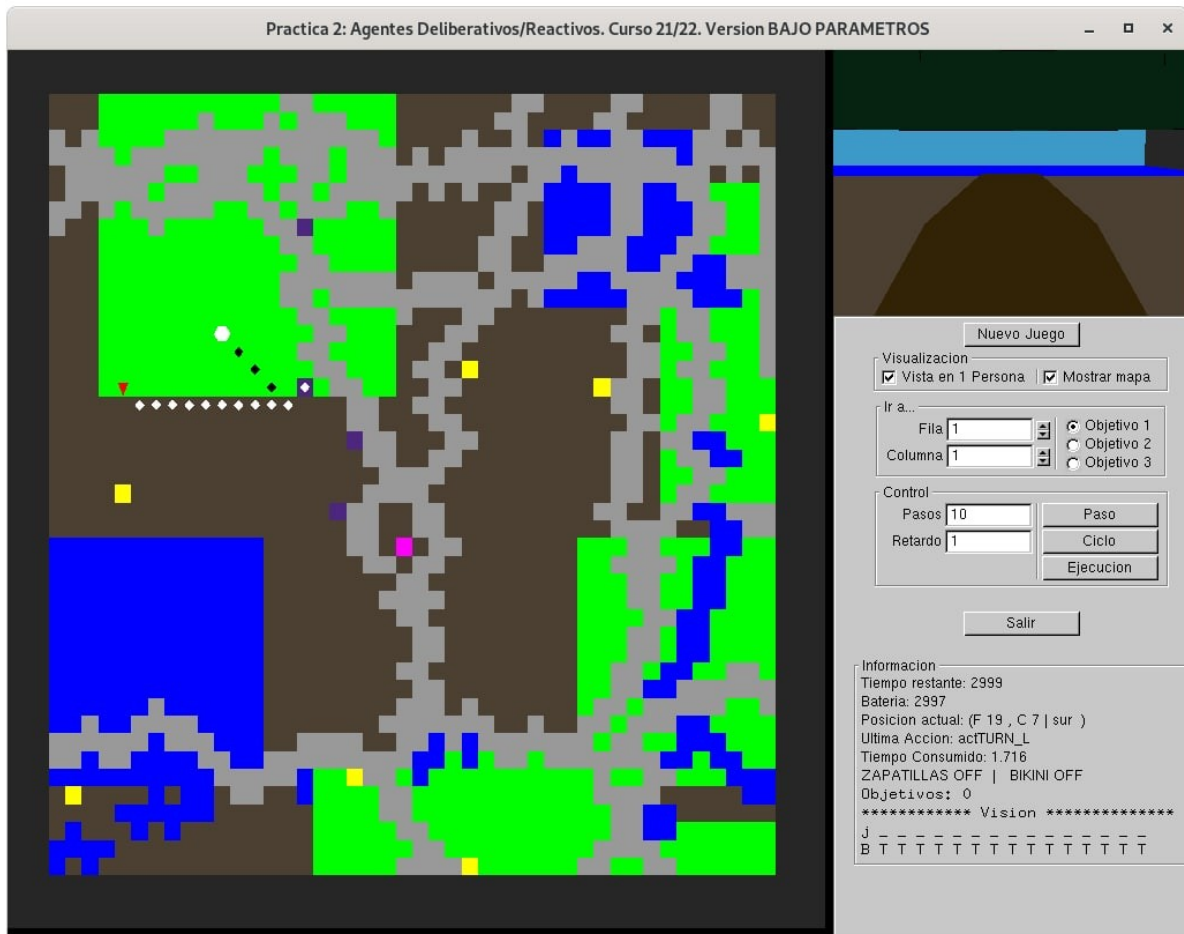 Practica 2: Agentes Deliberativos/Reactivos. Curso 21/22. Version BAJO PARAMETROS
Nuevo Juego
Visualizacion
Vista en 1 Persona
Mostrar mapa
Ir a...
Fila 1
Columna 1
Objetivo 1
Objetivo 2
Objetivo 3
Control
Pasos 10
Retardo 1
Paso
Ciclo
Ejecucion
Salir
Informacion
Tiempo restante: 2999
Bateria: 2997
Posicion actual: (F 19 , C 7 | sur )
Ultima Accion: actTURN_L
Tiempo Consumido: 1.716
ZAPATILLAS OFF | BIKINI OFF
Objetivos: 0
************ Vision **************
j _ _ _ _ _ _ _ _ _ _ _ _ _ _ _
B T T T T T T T T T T T T T T T